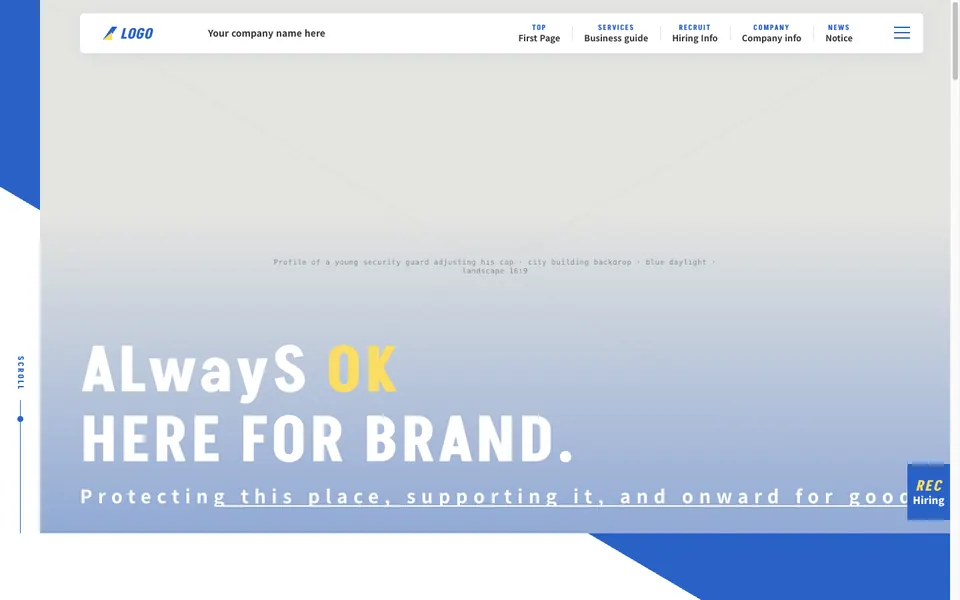 LOGO
Your company name here
TOP
First Page
SERVICES
Business guide
RECRUIT
Hiring Info
COMPANY
Company info
NEWS
Notice
Profile of a young security guard adjusting his cap · city building backdrop · blue daylight ·
landscape 16:9
SCROLL
ALwayS OK
HERE FOR BRAND.
Protecting this place, supporting it, and onward for good
REC
Hiring